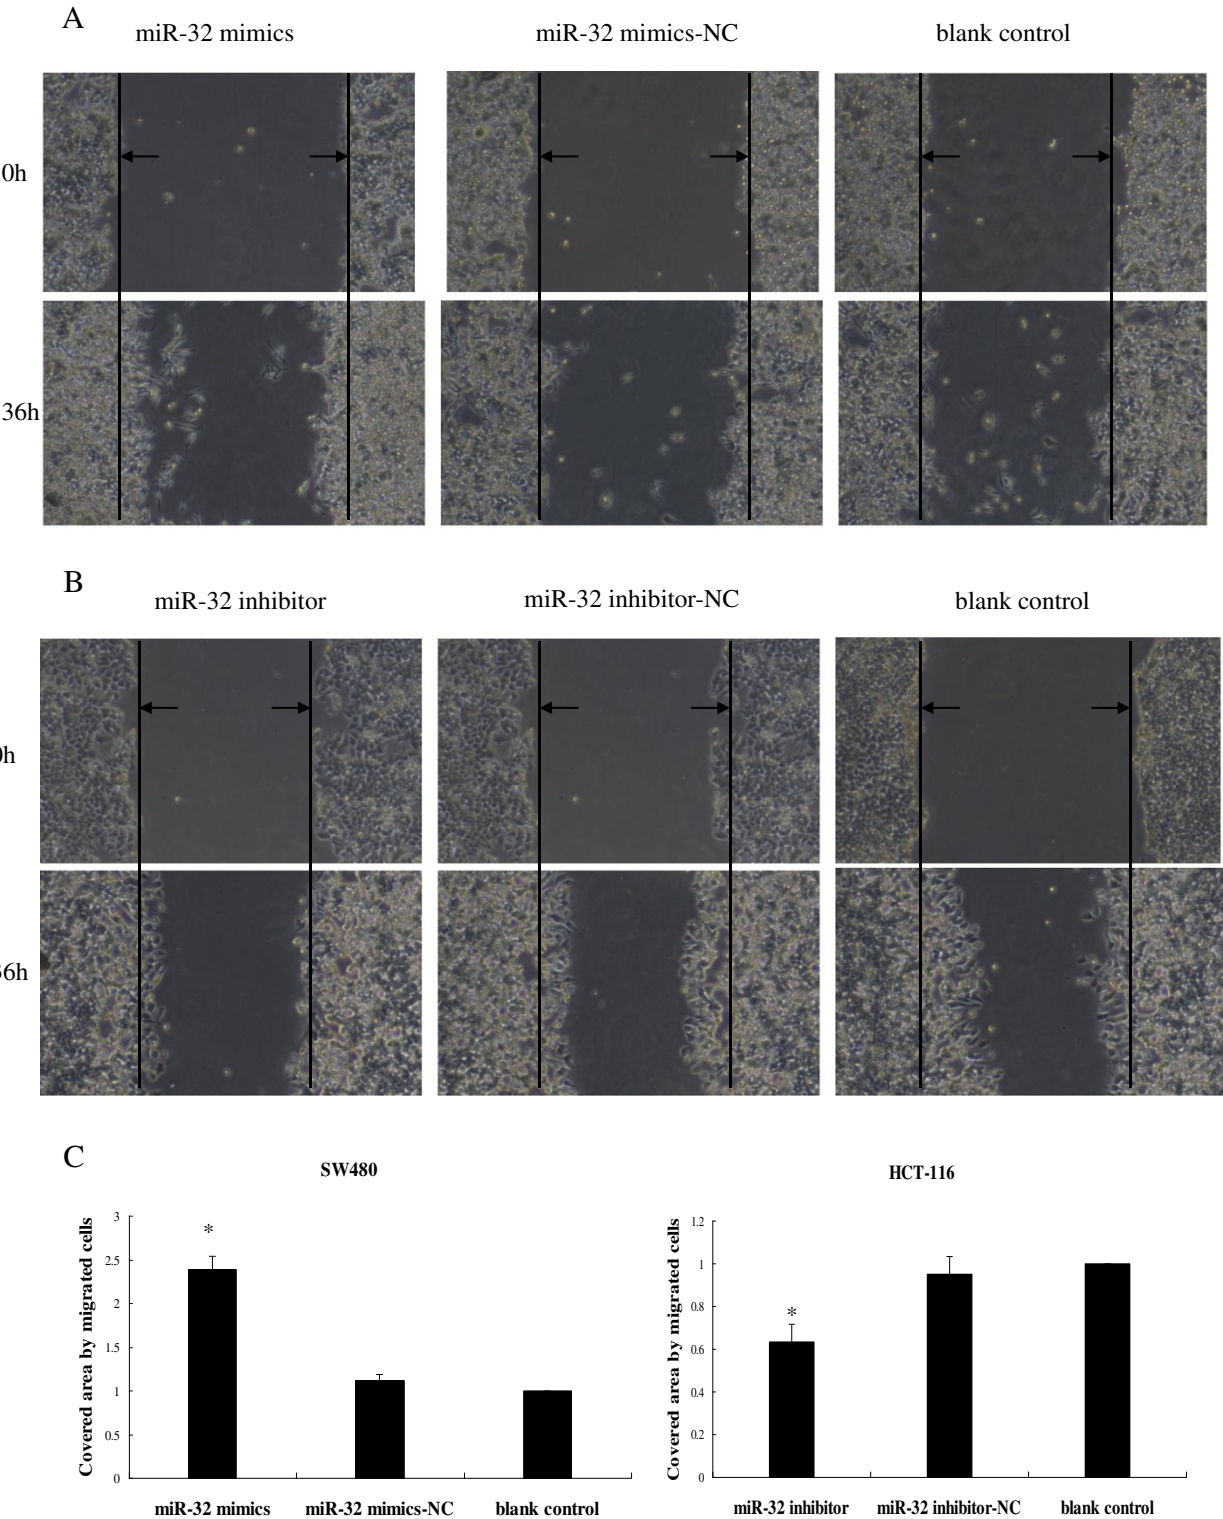 A
miR-32 mimics
miR-32 mimics-NC
blank control
0h
36h
B
miR-32 inhibitor
miR-32 inhibitor-NC
blank control
0h
36h
C
SW480
HCT-116
Covered area by migrated cells
3
2.5
2
1.5
1
0.5
0
*
miR-32 mimics
miR-32 mimics-NC
blank control
Covered area by migrated cells
1.2
1
0.8
0.6
0.4
0.2
0
*
miR-32 inhibitor
miR-32 inhibitor-NC
blank control